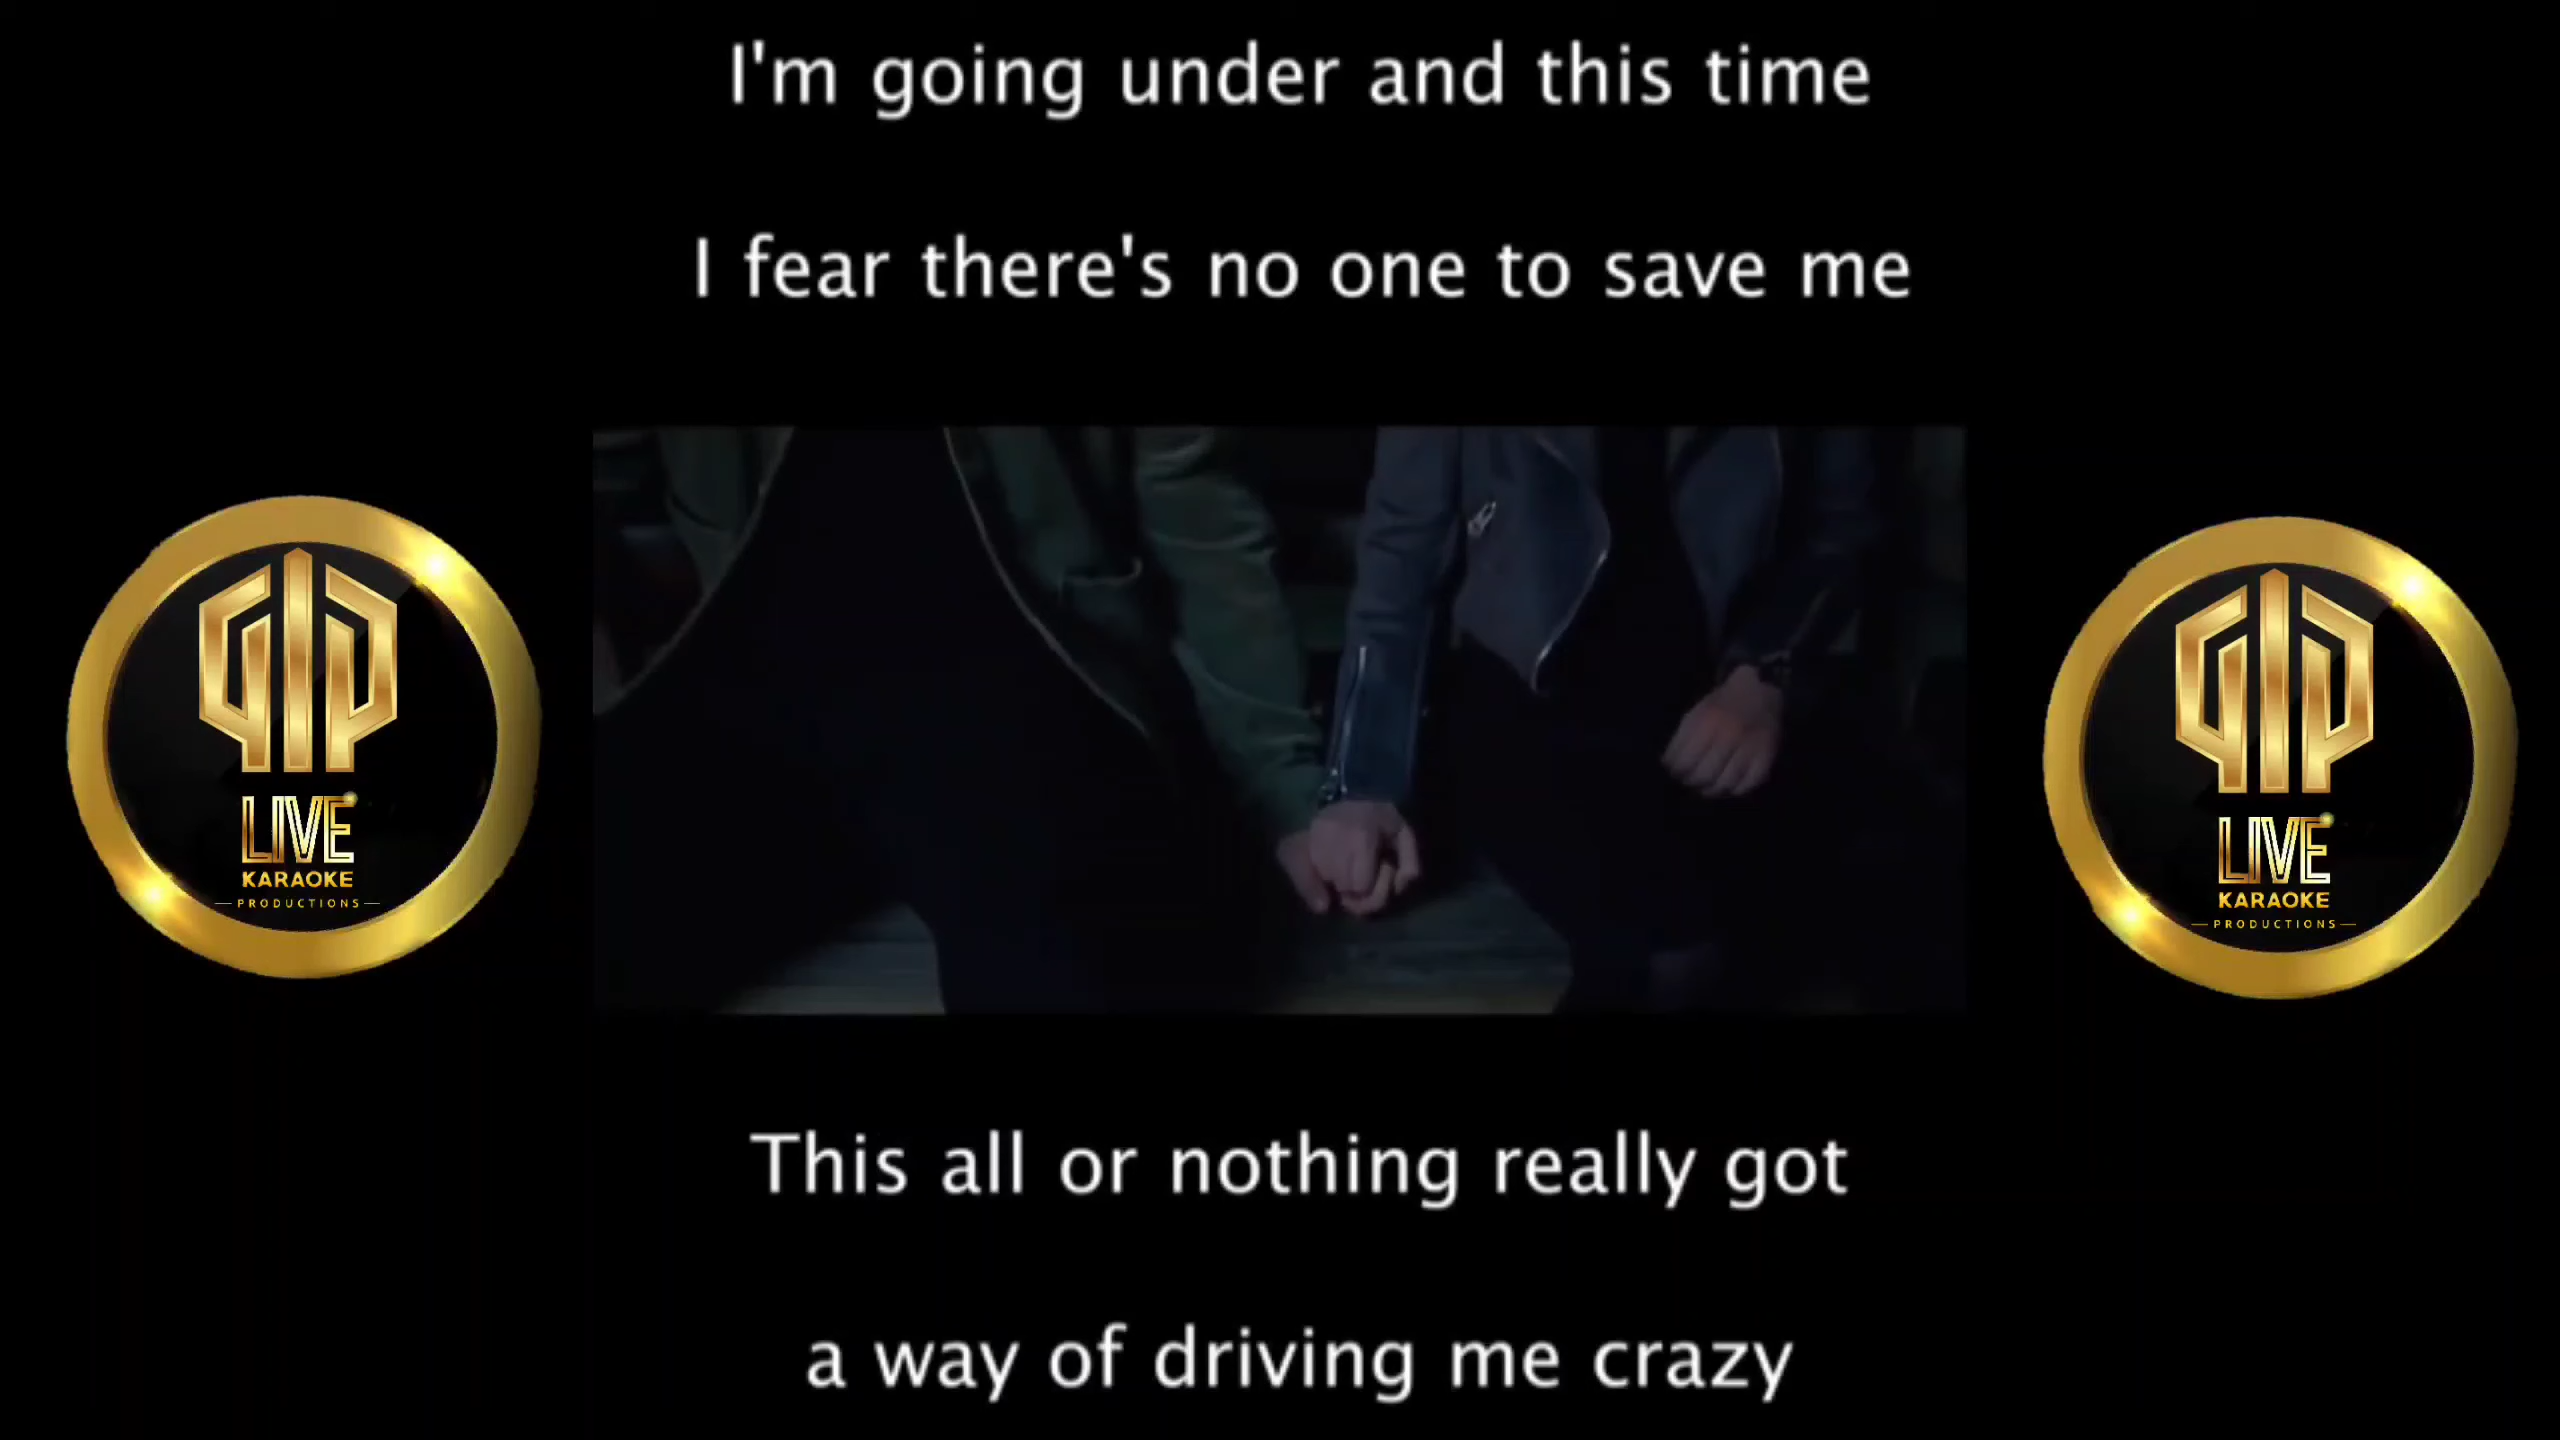 I'm going under and this time
I fear there's no one to save me
LIVE
KARAOKE
PRODUCTIONS
LIVE
KARAOKE
PRODUCTIONS
This all or nothing really got
a way of driving me crazy